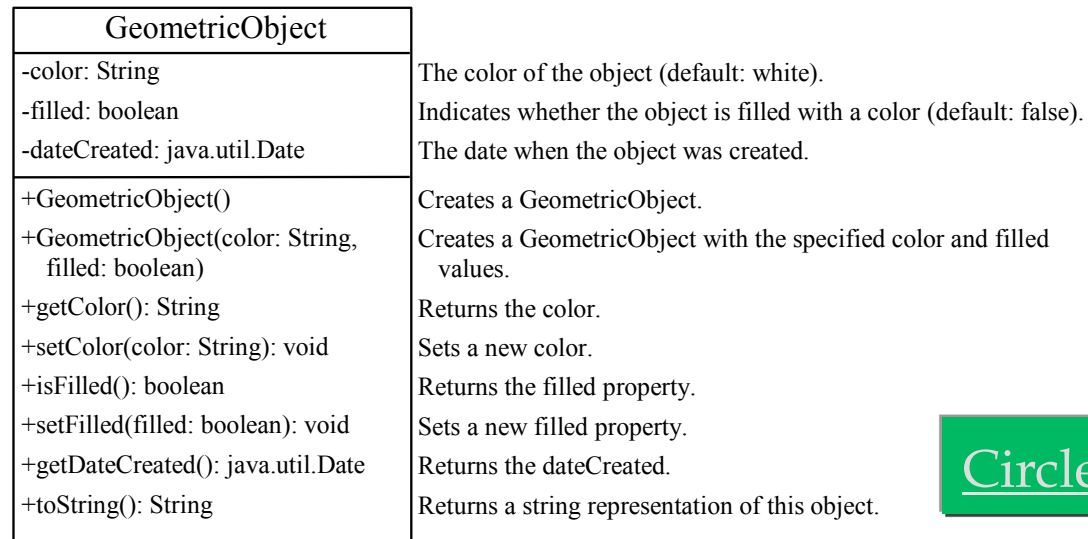 GeometricObject
-color: String
The color of the object (default: white).
-filled: boolean
Indicates whether the object is filled with a color (default: false).
-dateCreated: java.util.Date
The date when the object was created.
+GeometricObject()
Creates a GeometricObject.
+GeometricObject(color: String,
filled: boolean)
Creates a GeometricObject with the specified color and filled
values.
+getColor(): String
Returns the color.
+setColor(color: String): void
Sets a new color.
+isFilled(): boolean
Returns the filled property.
+setFilled(filled: boolean): void
Sets a new filled property.
+getDateCreated(): java.util.Date
Returns the dateCreated.
+toString(): String
Returns a string representation of this object.
Circle